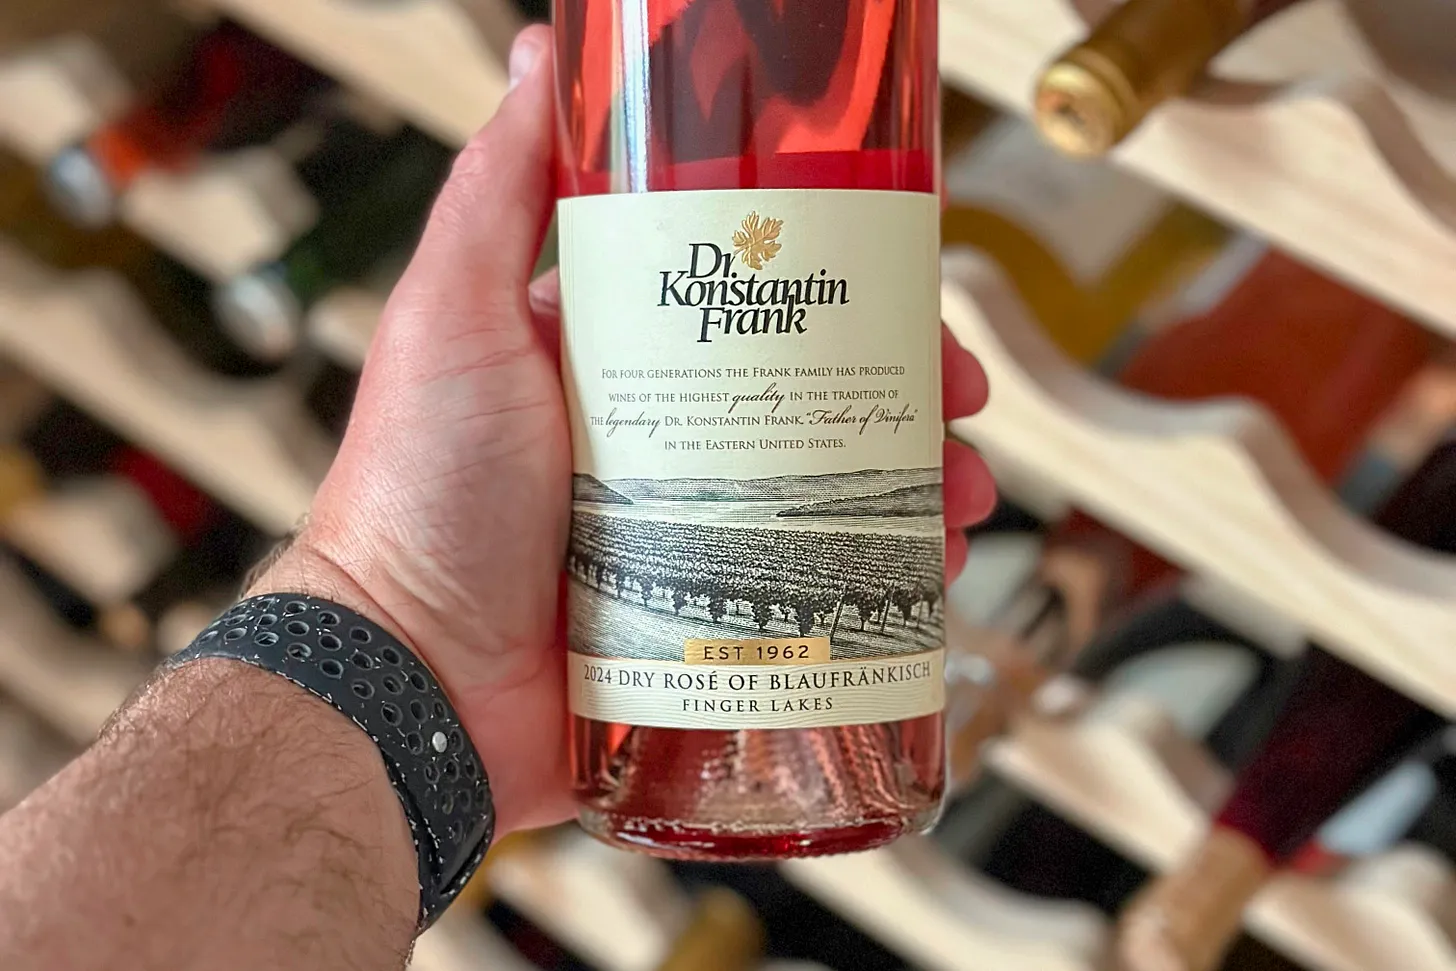 Dr.
Konstantin
Frank
FOR FOUR GENERATIONS THE FRANK FAMILY HAS PRODUCED
WINES OF THE HIGHEST quality IN THE TRADITION OF
THE legendary DR. KONSTANTIN FRANK, "Father of Vinifera"
IN THE EASTERN UNITED STATES.
EST 1962
2024 DRY ROSÉ OF BLAUFRÄNKISCH
FINGER LAKES